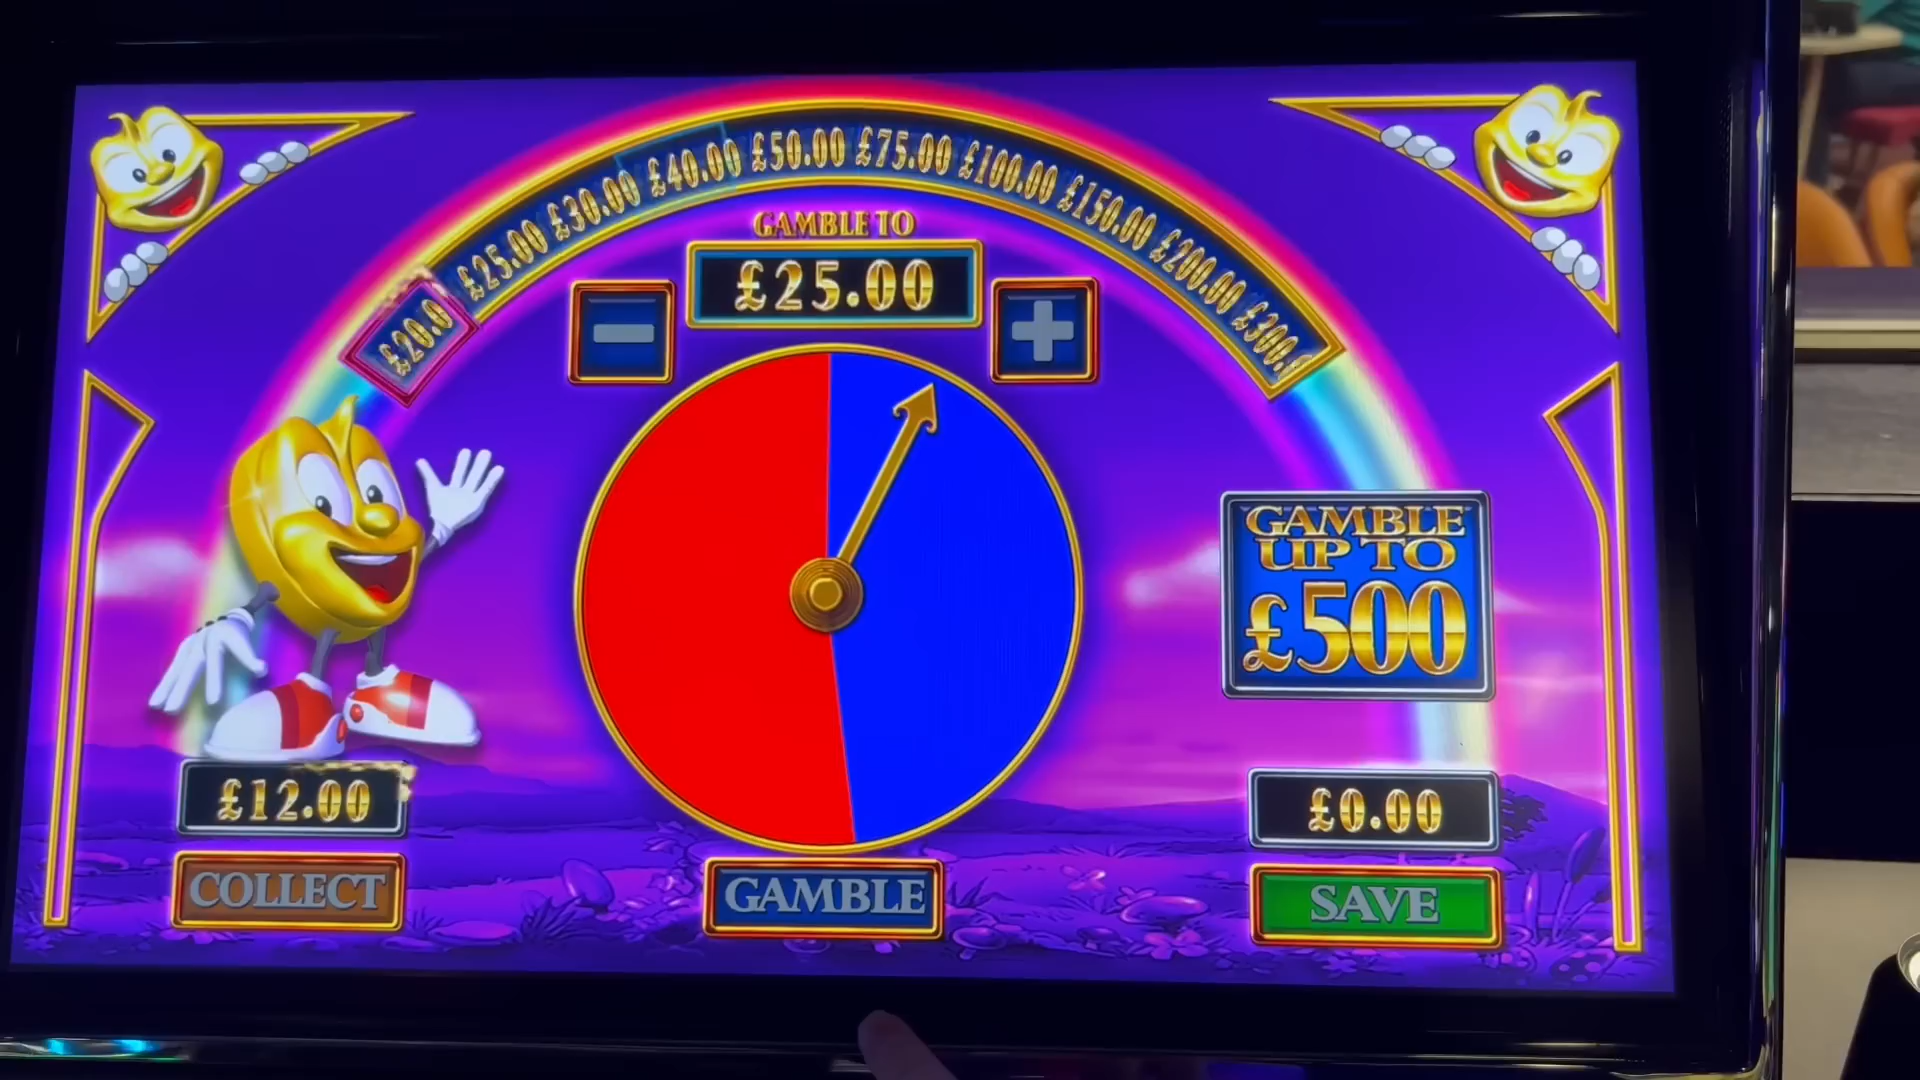 £20.0
£25.00
£30.00
£40.00
£50.00
£75.00
£100.00
£150.00
£200.00
£300.
GAMBLE TO
£25.00
GAMBLE
UP TO
£500
£12.00
£0.00
COLLECT
GAMBLE
SAVE